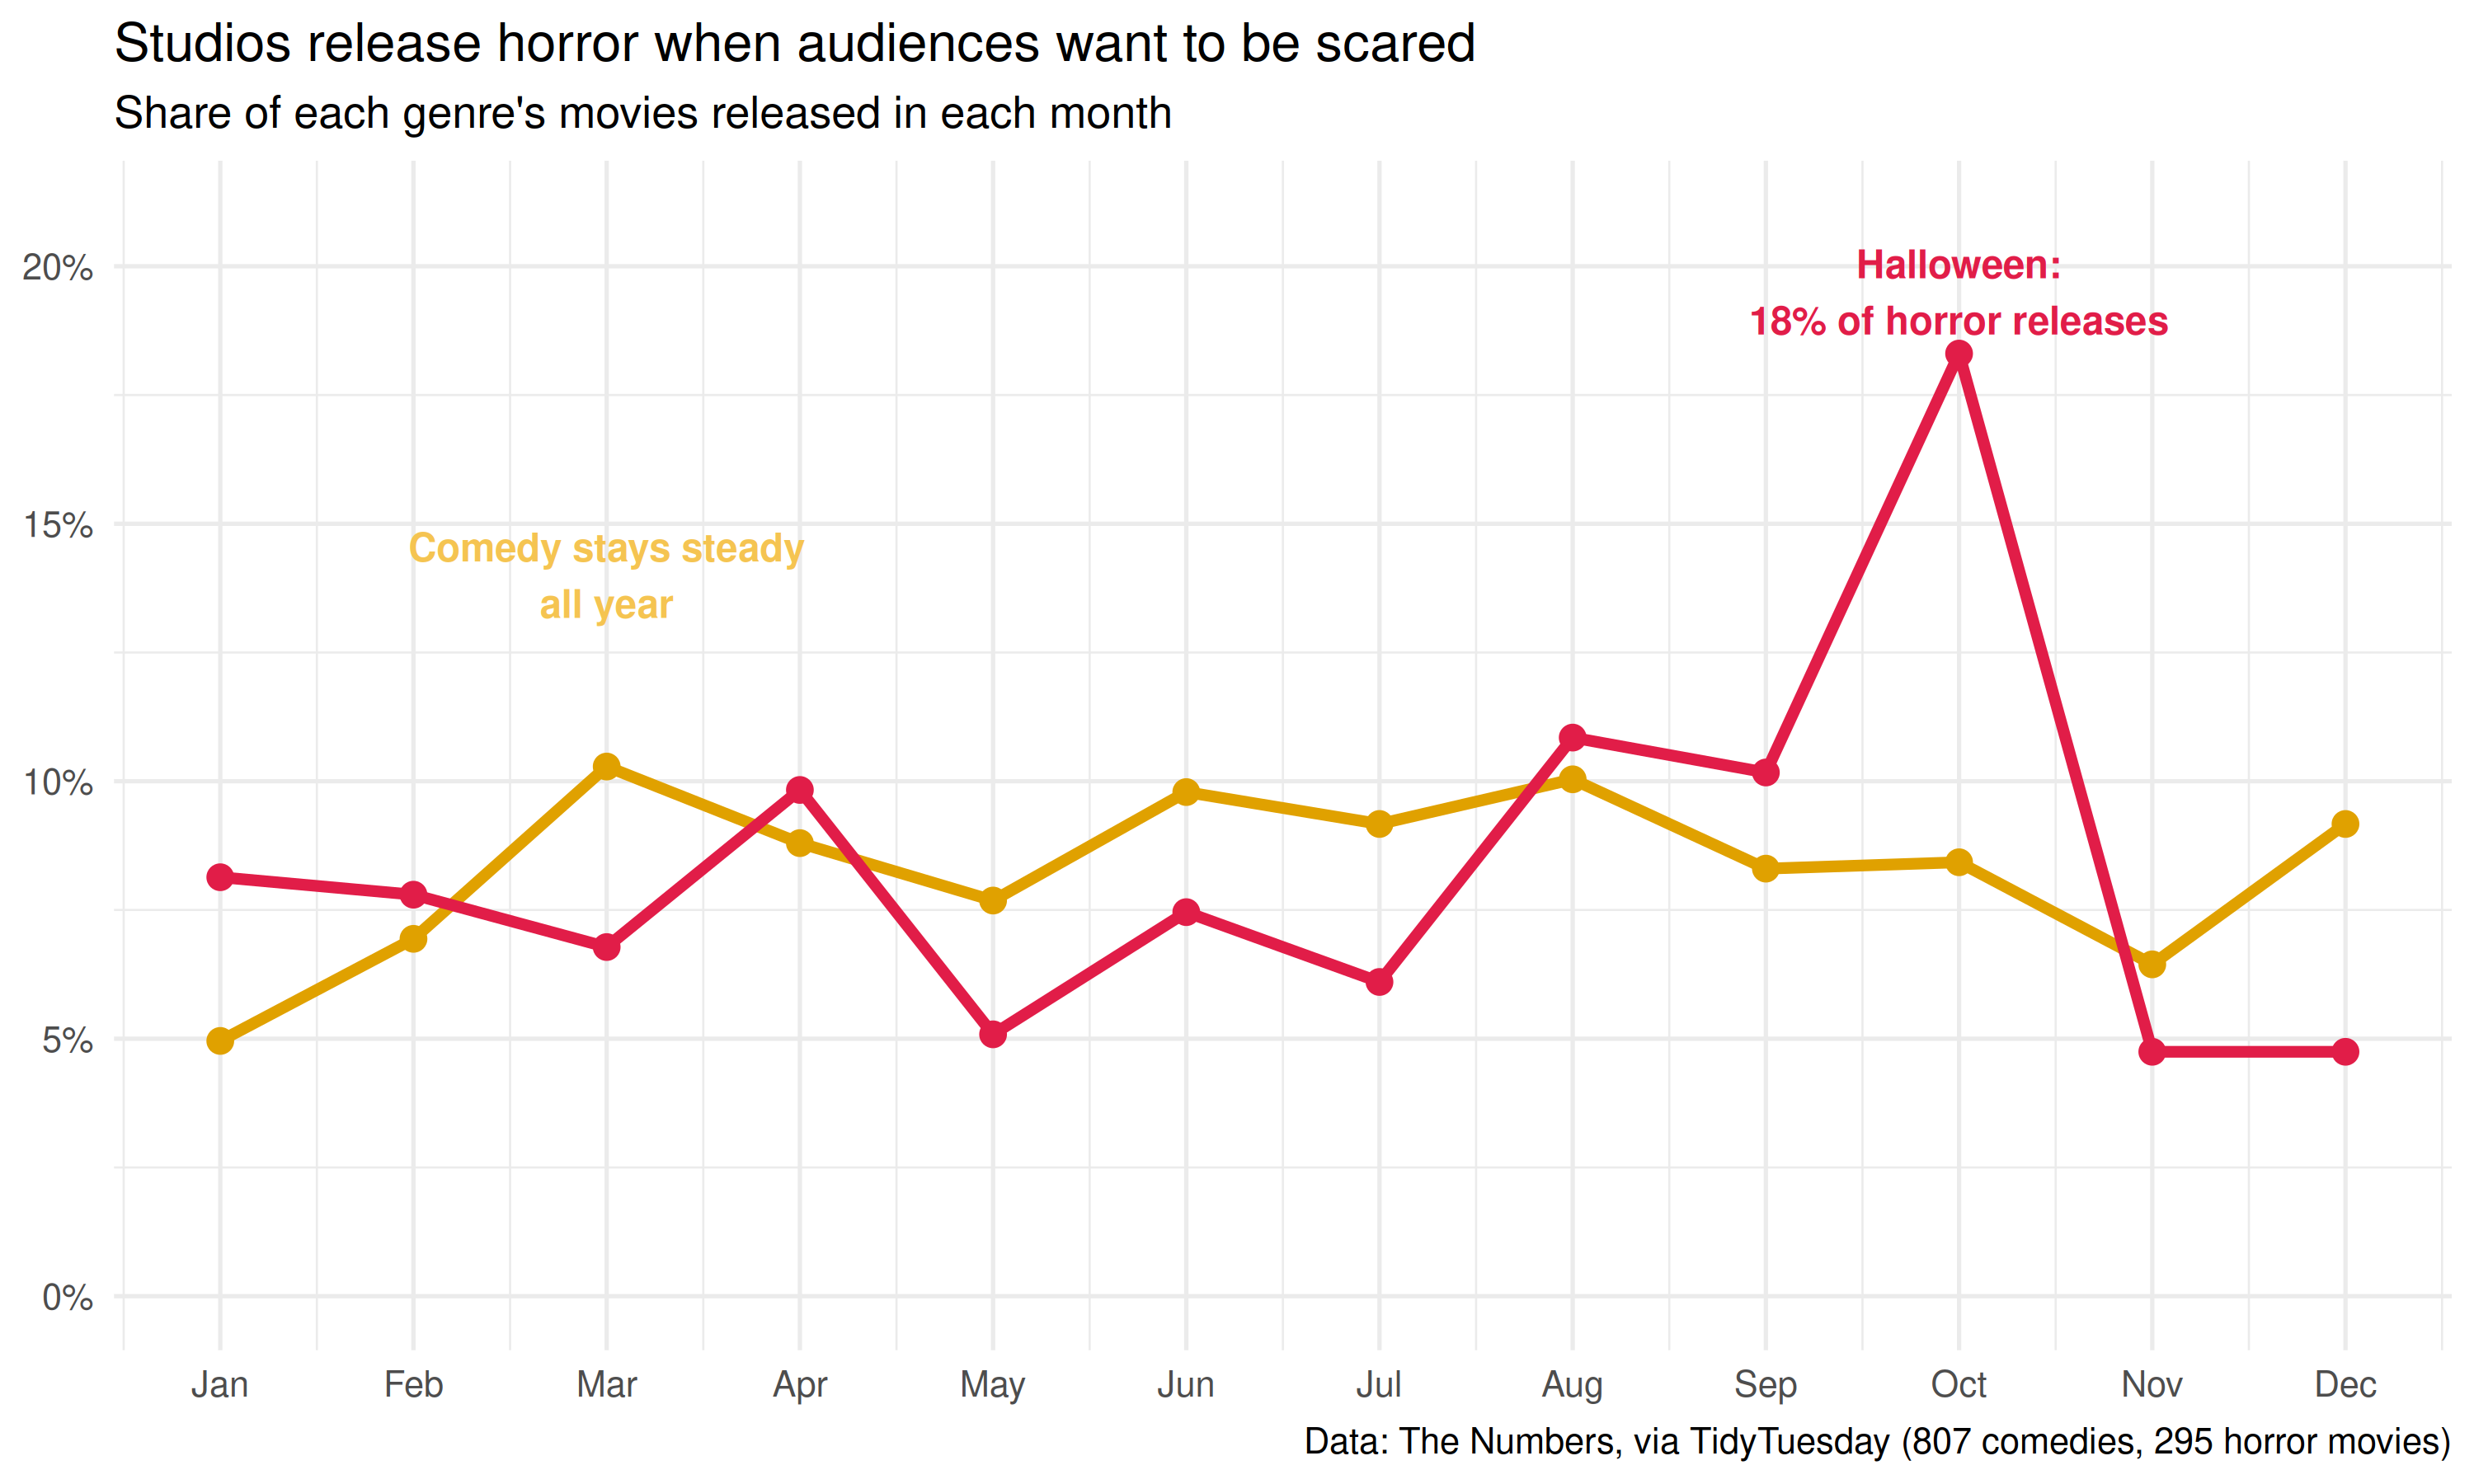 Studios release horror when audiences want to be scared
Share of each genre's movies released in each month
20%
15%
10%
5%
0%
Halloween:
18% of horror releases
Comedy stays steady
all year
Jan Feb Mar Apr May Jun Jul Aug Sep Oct Nov Dec
Data: The Numbers, via TidyTuesday (807 comedies, 295 horror movies)